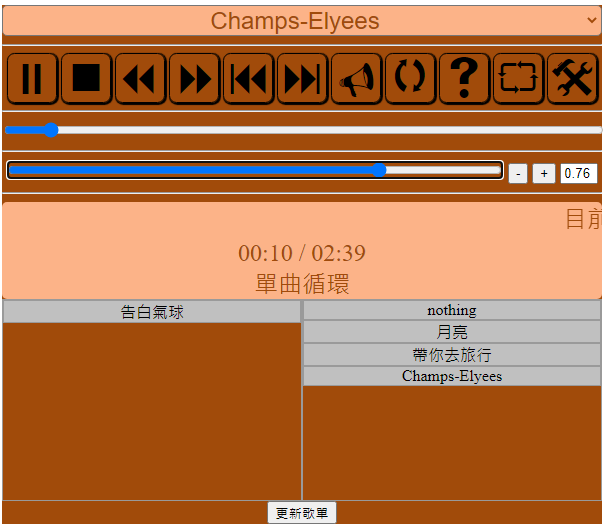 Champs-Elyees
?
- + 0.76
目前
00:10 / 02:39
單曲循環
告白氣球
nothing
月亮
帶你去旅行
Champs-Elyees
更新歌單